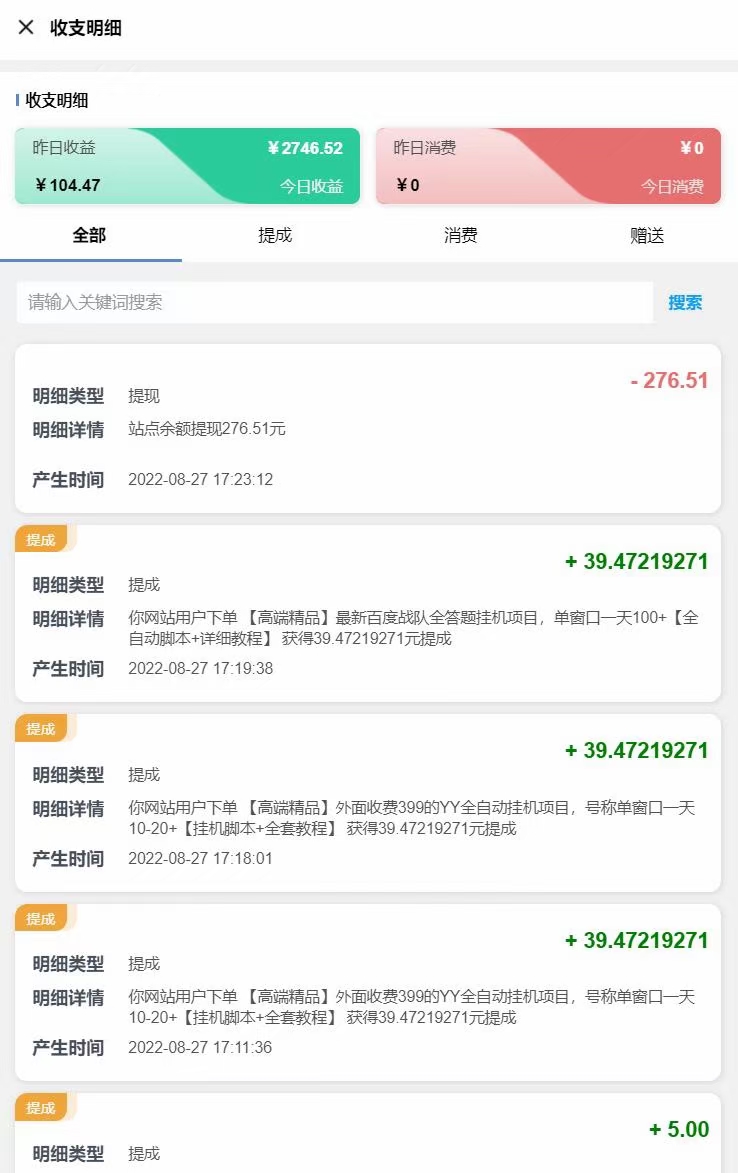 收支明细
收支明细
昨日收益
￥2746.52
￥104.47
今日收益
昨日消费
￥0
￥0
今日消费
全部
提成
消费
赠送
请输入关键词搜索
搜索
- 276.51
明细类型 提现
明细详情 站点余额提现276.51元
产生时间 2022-08-27 17:23:12
提成
+ 39.47219271
明细类型 提成
明细详情 你网站用户下单 【高端精品】最新百度战队全答题挂机项目，单窗口一天100+【全
自动脚本+详细教程】 获得39.47219271元提成
产生时间 2022-08-27 17:19:38
提成
+ 39.47219271
明细类型 提成
明细详情 你网站用户下单 【高端精品】外面收费399的YY全自动挂机项目，号称单窗口一天
10-20+【挂机脚本+全套教程】 获得39.47219271元提成
产生时间 2022-08-27 17:18:01
提成
+ 39.47219271
明细类型 提成
明细详情 你网站用户下单 【高端精品】外面收费399的YY全自动挂机项目，号称单窗口一天
10-20+【挂机脚本+全套教程】 获得39.47219271元提成
产生时间 2022-08-27 17:11:36
提成
+ 5.00
明细类型 提成